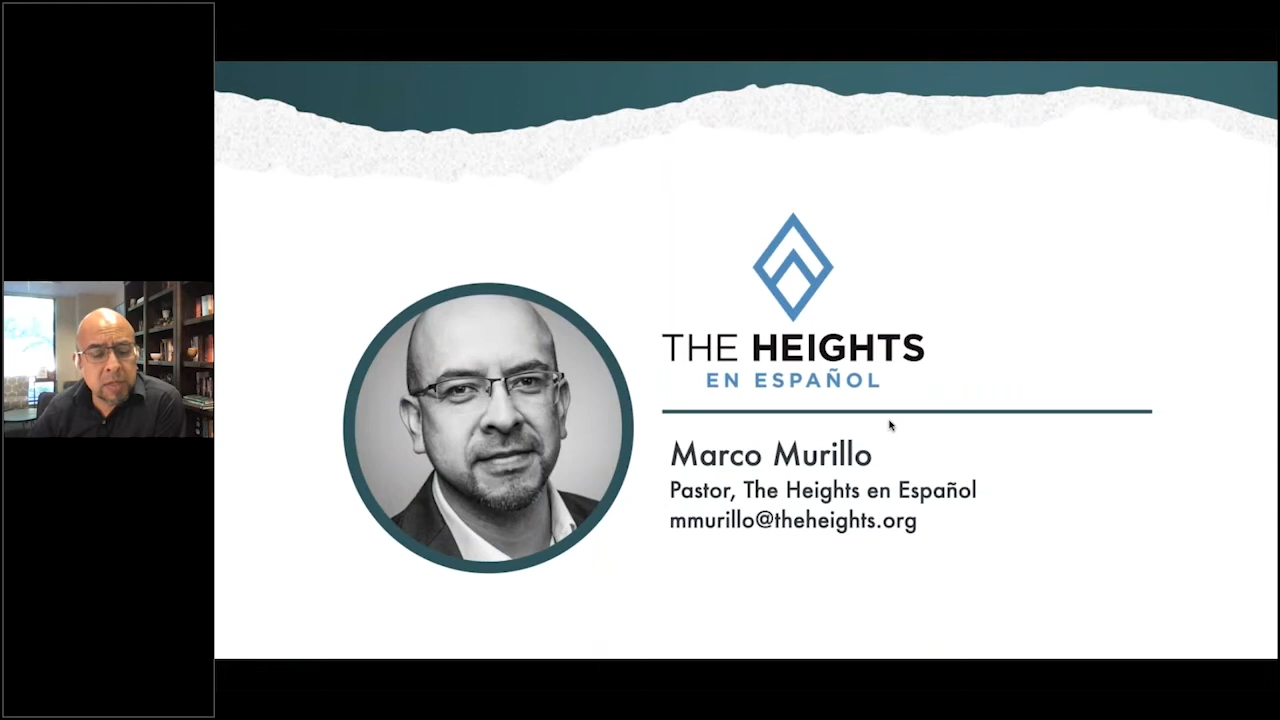 THE HEIGHTS
EN ESPAÑOL
Marco Murillo
Pastor, The Heights en Español
mmurillo@theheights.org